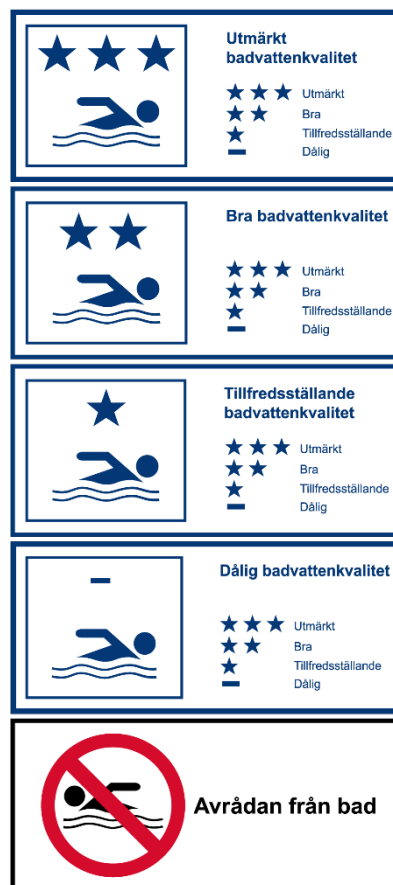 Utmärkt
badvattenkvalitet
Utmärkt
Bra
Tillfredsställande
Dålig
Bra badvattenkvalitet
Utmärkt
Bra
Tillfredsställande
Dålig
Tillfredsställande
badvattenkvalitet
Utmärkt
Bra
Tillfredsställande
Dålig
Dålig badvattenkvalitet
Utmärkt
Bra
Tillfredsställande
Dålig
Avrådan från bad